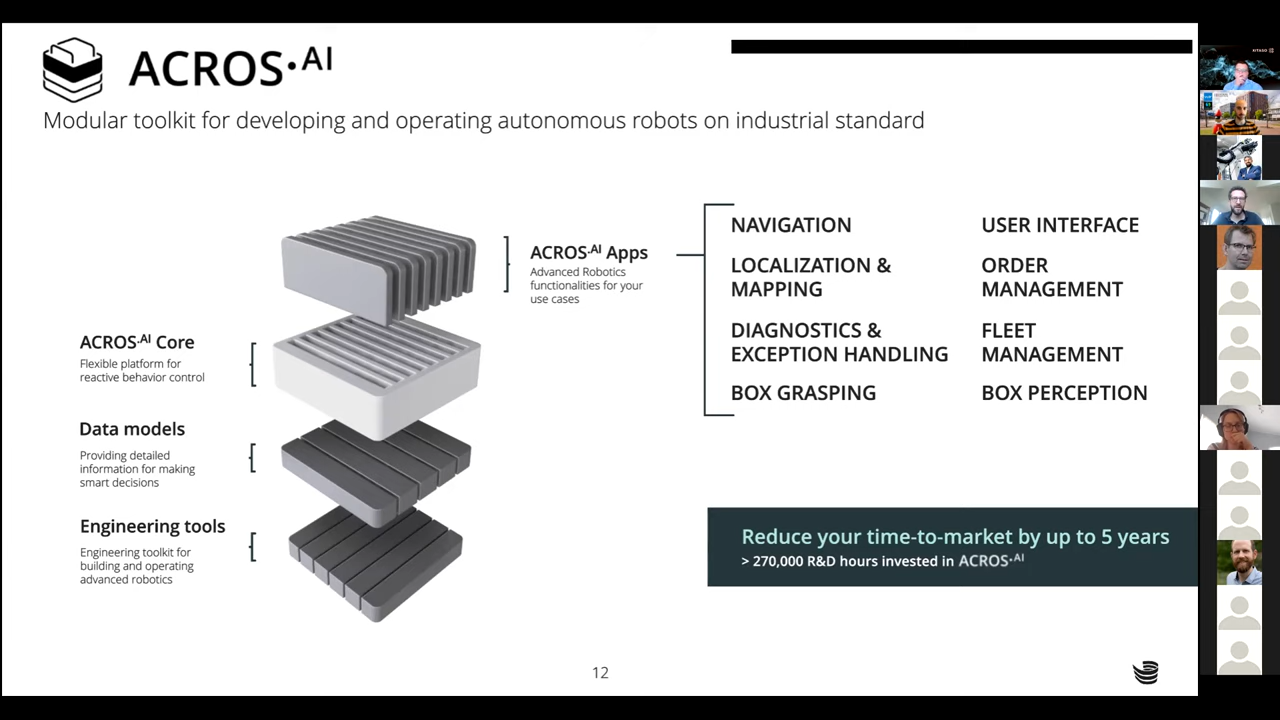 ACROS•AI
Modular toolkit for developing and operating autonomous robots on industrial standard
ACROS•AI Apps
Advanced Robotics
functionalities for your
use cases
ACROS•AI Core
Flexible platform for
reactive behavior control
Data models
Providing detailed
information for making
smart decisions
Engineering tools
Engineering toolkit for
building and operating
advanced robotics
NAVIGATION
LOCALIZATION &
MAPPING
DIAGNOSTICS &
EXCEPTION HANDLING
BOX GRASPING
USER INTERFACE
ORDER
MANAGEMENT
FLEET
MANAGEMENT
BOX PERCEPTION
Reduce your time-to-market by up to 5 years
> 270,000 R&D hours invested in ACROS•AI
12